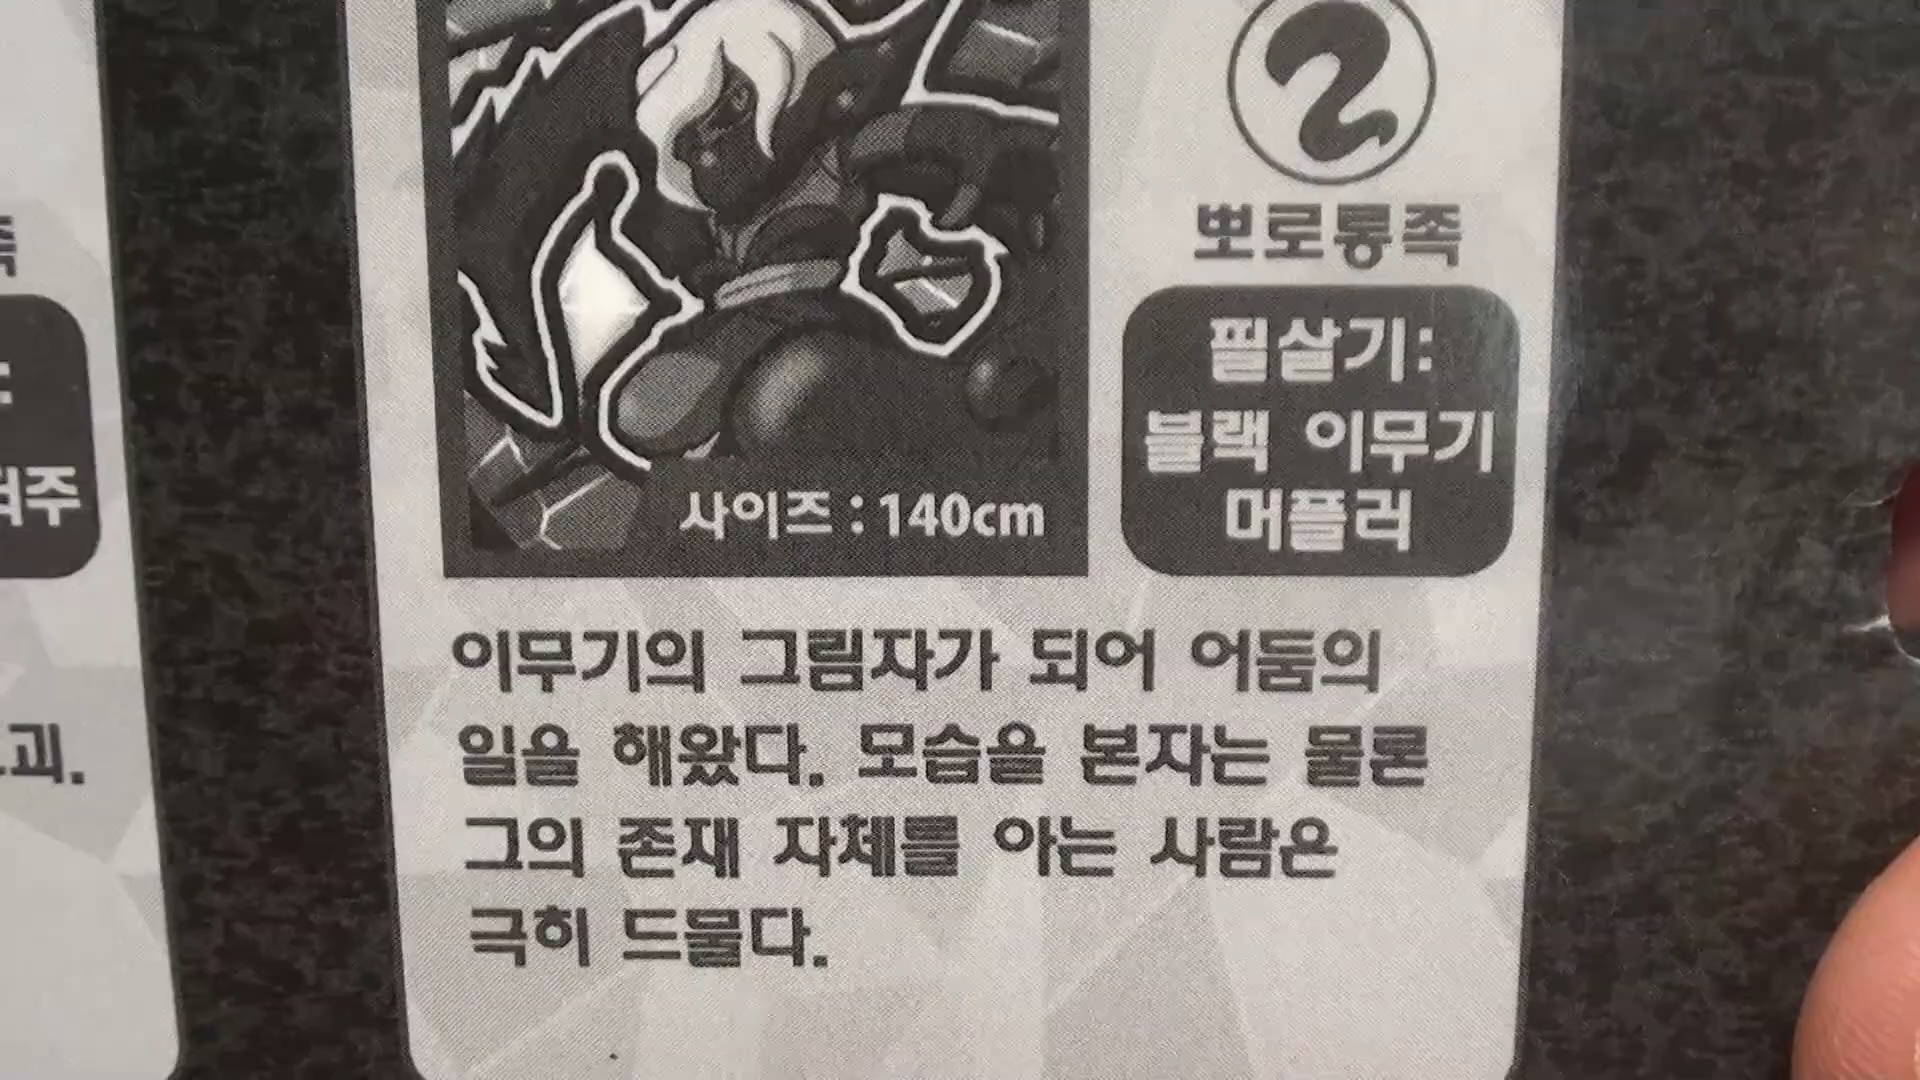 뽀로롱족
필살기:
블랙 이무기
머플러
사이즈 : 140cm
이무기의 그림자가 되어 어둠의
일을 해왔다. 모습을 본자는 물론
그의 존재 자체를 아는 사람은
극히 드물다.